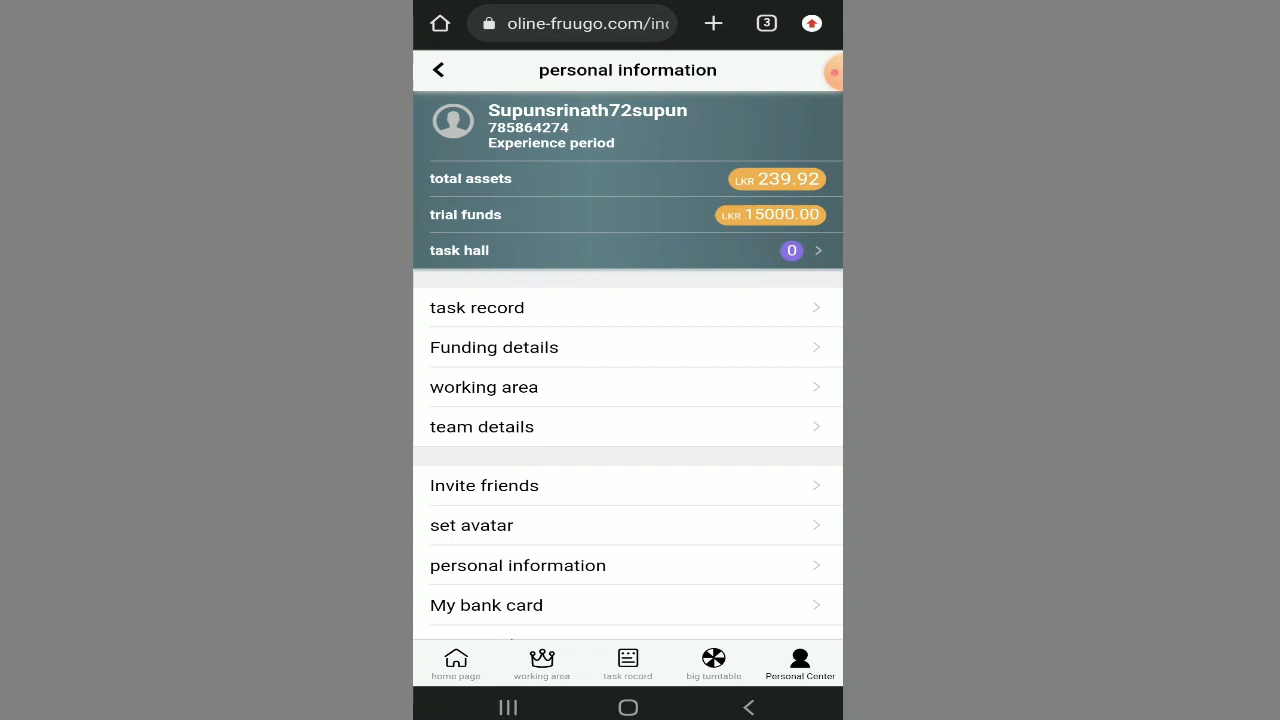 oline-fruugo.com/in
3
personal information
Supunsrinath72supun
785864274
Experience period
total assets
LKR 239.92
trial funds
LKR 15000.00
task hall
0
task record
Funding details
working area
team details
Invite friends
set avatar
personal information
My bank card
home page
working area
task record
big turntable
Personal Center